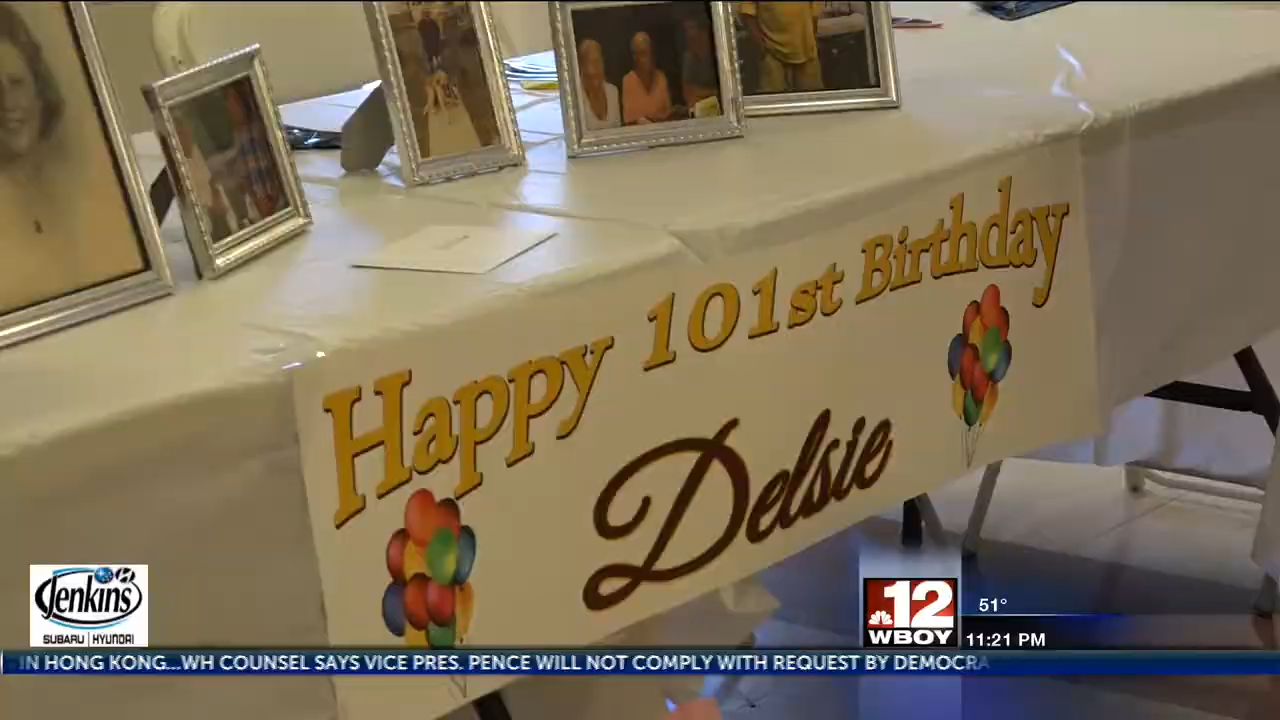 Happy 101st Birthday
Delsie
Jenkins
SUBARU | HYUNDAI
12
WBOY
51°
11:21 PM
IN HONG KONG...WH COUNSEL SAYS VICE PRES. PENCE WILL NOT COMPLY WITH REQUEST BY DEMOCRA